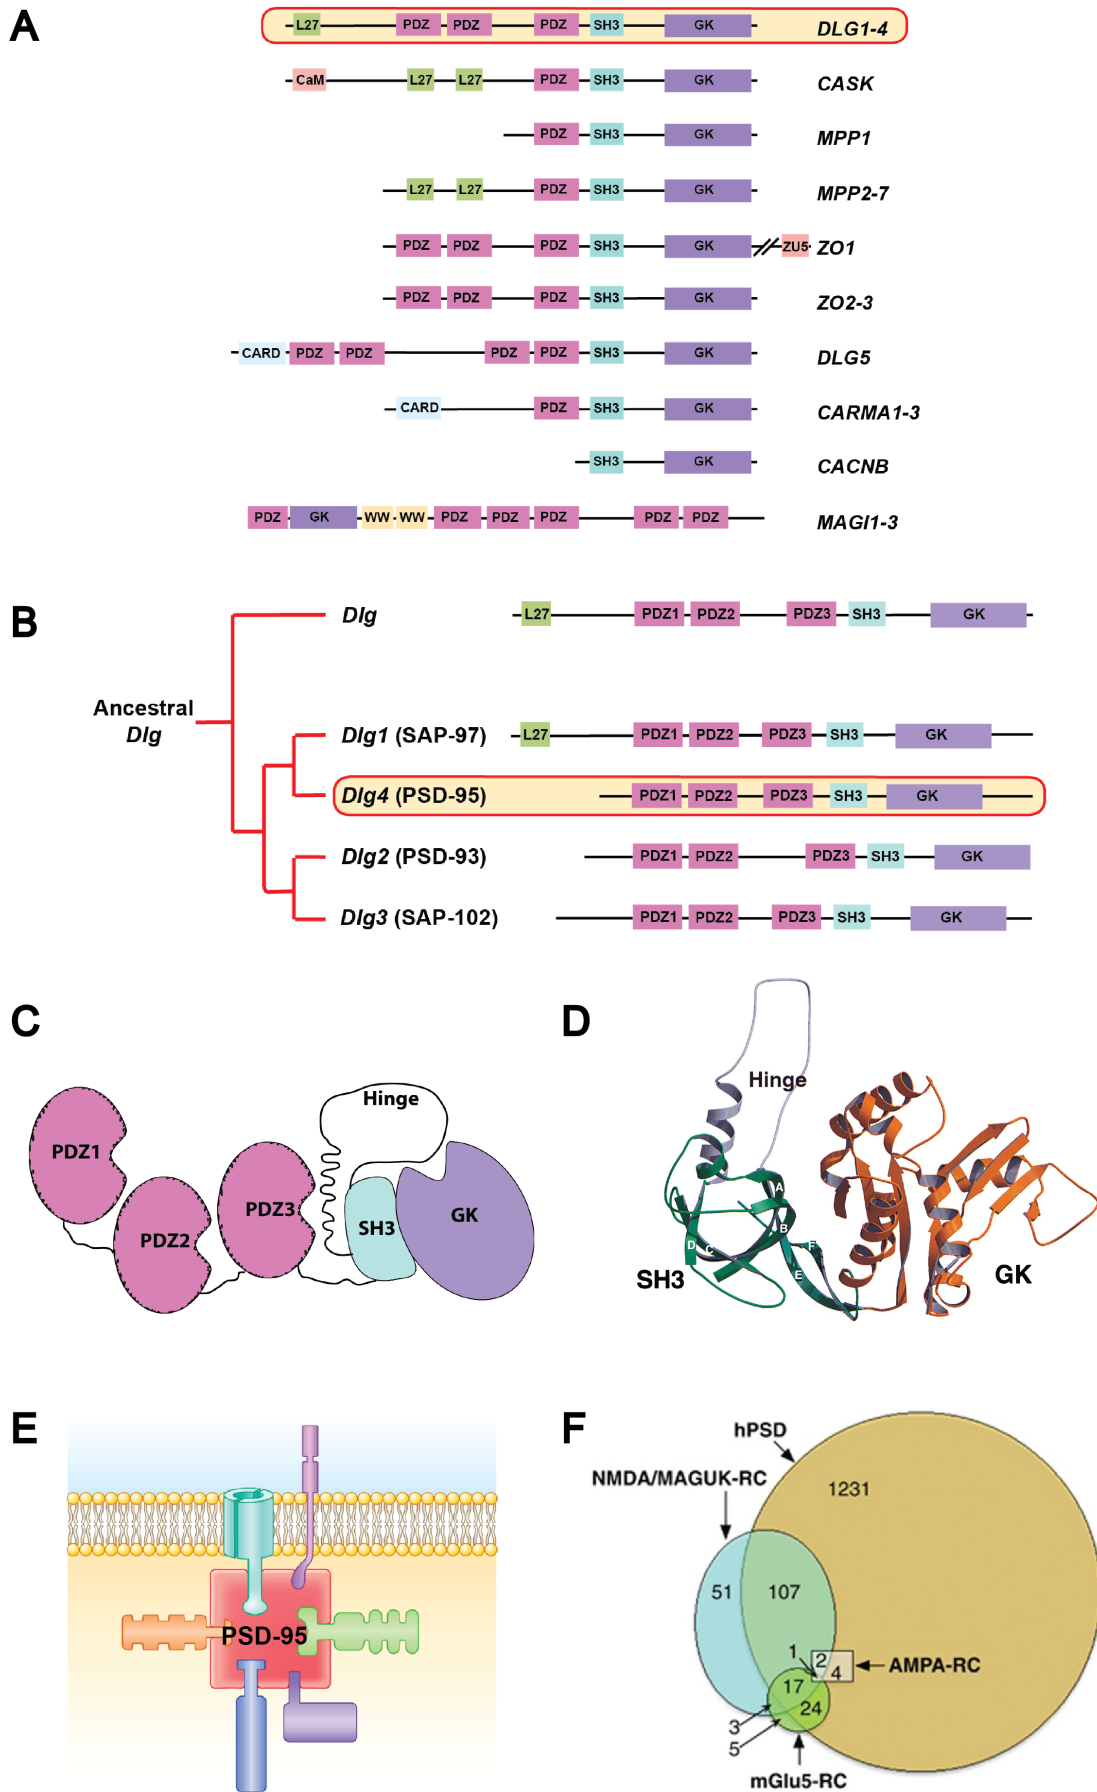 A
L27 PDZ PDZ PDZ SH3 GK DLG1-4
CaM L27 L27 PDZ SH3 GK CASK
PDZ SH3 GK MPP1
L27 L27 PDZ SH3 GK MPP2-7
PDZ PDZ PDZ SH3 GK ZU5 ZO1
PDZ PDZ PDZ SH3 GK ZO2-3
CARD PDZ PDZ PDZ PDZ SH3 GK DLG5
CARD PDZ SH3 GK CARMA1-3
SH3 GK CACNB
PDZ GK WW WW PDZ PDZ PDZ PDZ PDZ MAGI1-3
B
Ancestral
Dlg
Dlg L27 PDZ1 PDZ2 PDZ3 SH3 GK
Dlg1 (SAP-97) L27 PDZ1 PDZ2 PDZ3 SH3 GK
Dlg4 (PSD-95) PDZ1 PDZ2 PDZ3 SH3 GK
Dlg2 (PSD-93) PDZ1 PDZ2 PDZ3 SH3 GK
Dlg3 (SAP-102) PDZ1 PDZ2 PDZ3 SH3 GK
C
Hinge
PDZ1
PDZ2
PDZ3
SH3
GK
D
Hinge
A
B
C
D
E
F
SH3
GK
E
PSD-95
F
hPSD
NMDA/MAGUK-RC
1231
51
107
1
2
4
AMPA-RC
17
24
3
5
mGlu5-RC